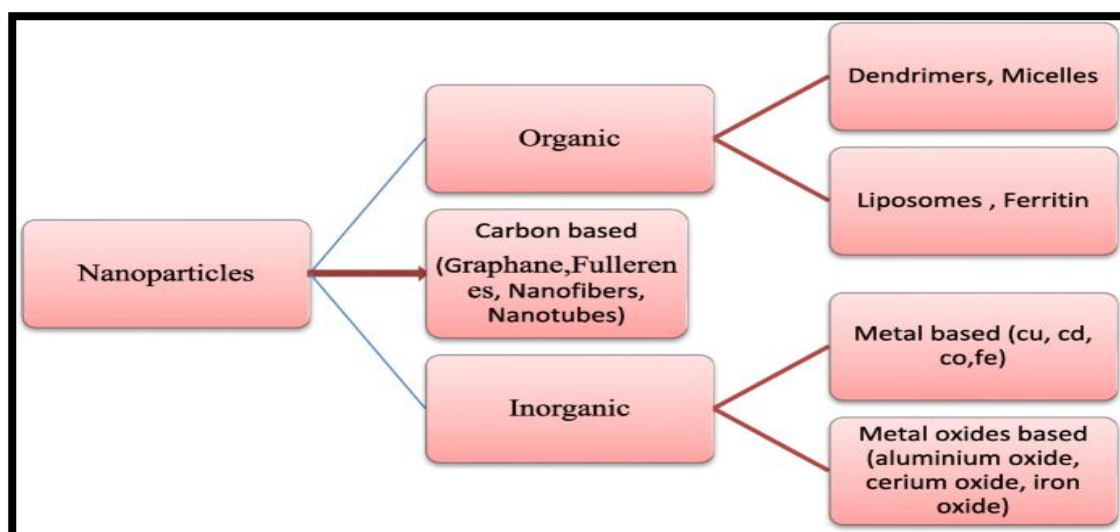 Nanoparticles
Organic
Dendrimers, Micelles
Liposomes , Ferritin
Carbon based
(Graphane,Fulleren
es, Nanofibers,
Nanotubes)
Inorganic
Metal based (cu, cd,
co,fe)
Metal oxides based
(aluminium oxide,
cerium oxide, iron
oxide)